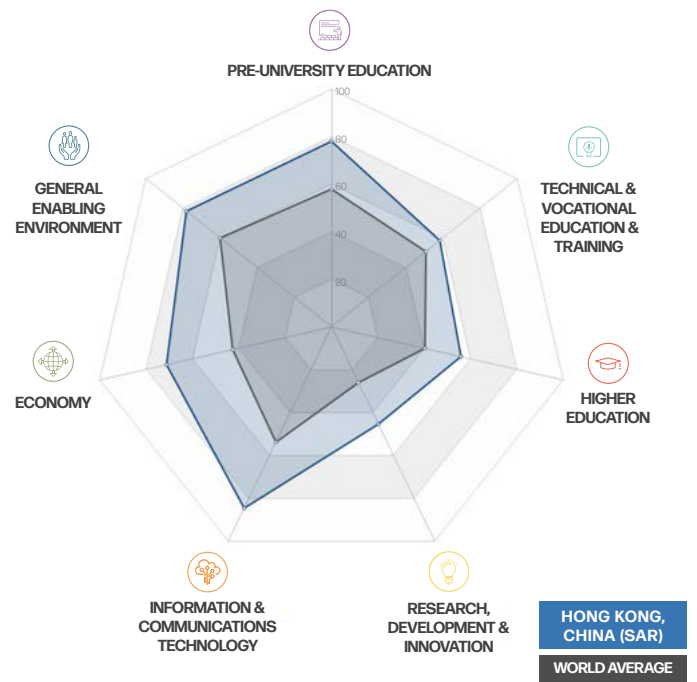 PRE-UNIVERSITY EDUCATION
100
80
60
40
20
GENERAL
ENABLING
ENVIRONMENT
TECHNICAL &
VOCATIONAL
EDUCATION &
TRAINING
ECONOMY
HIGHER
EDUCATION
INFORMATION &
COMMUNICATIONS
TECHNOLOGY
RESEARCH,
DEVELOPMENT &
INNOVATION
HONG KONG,
CHINA (SAR)
WORLD AVERAGE